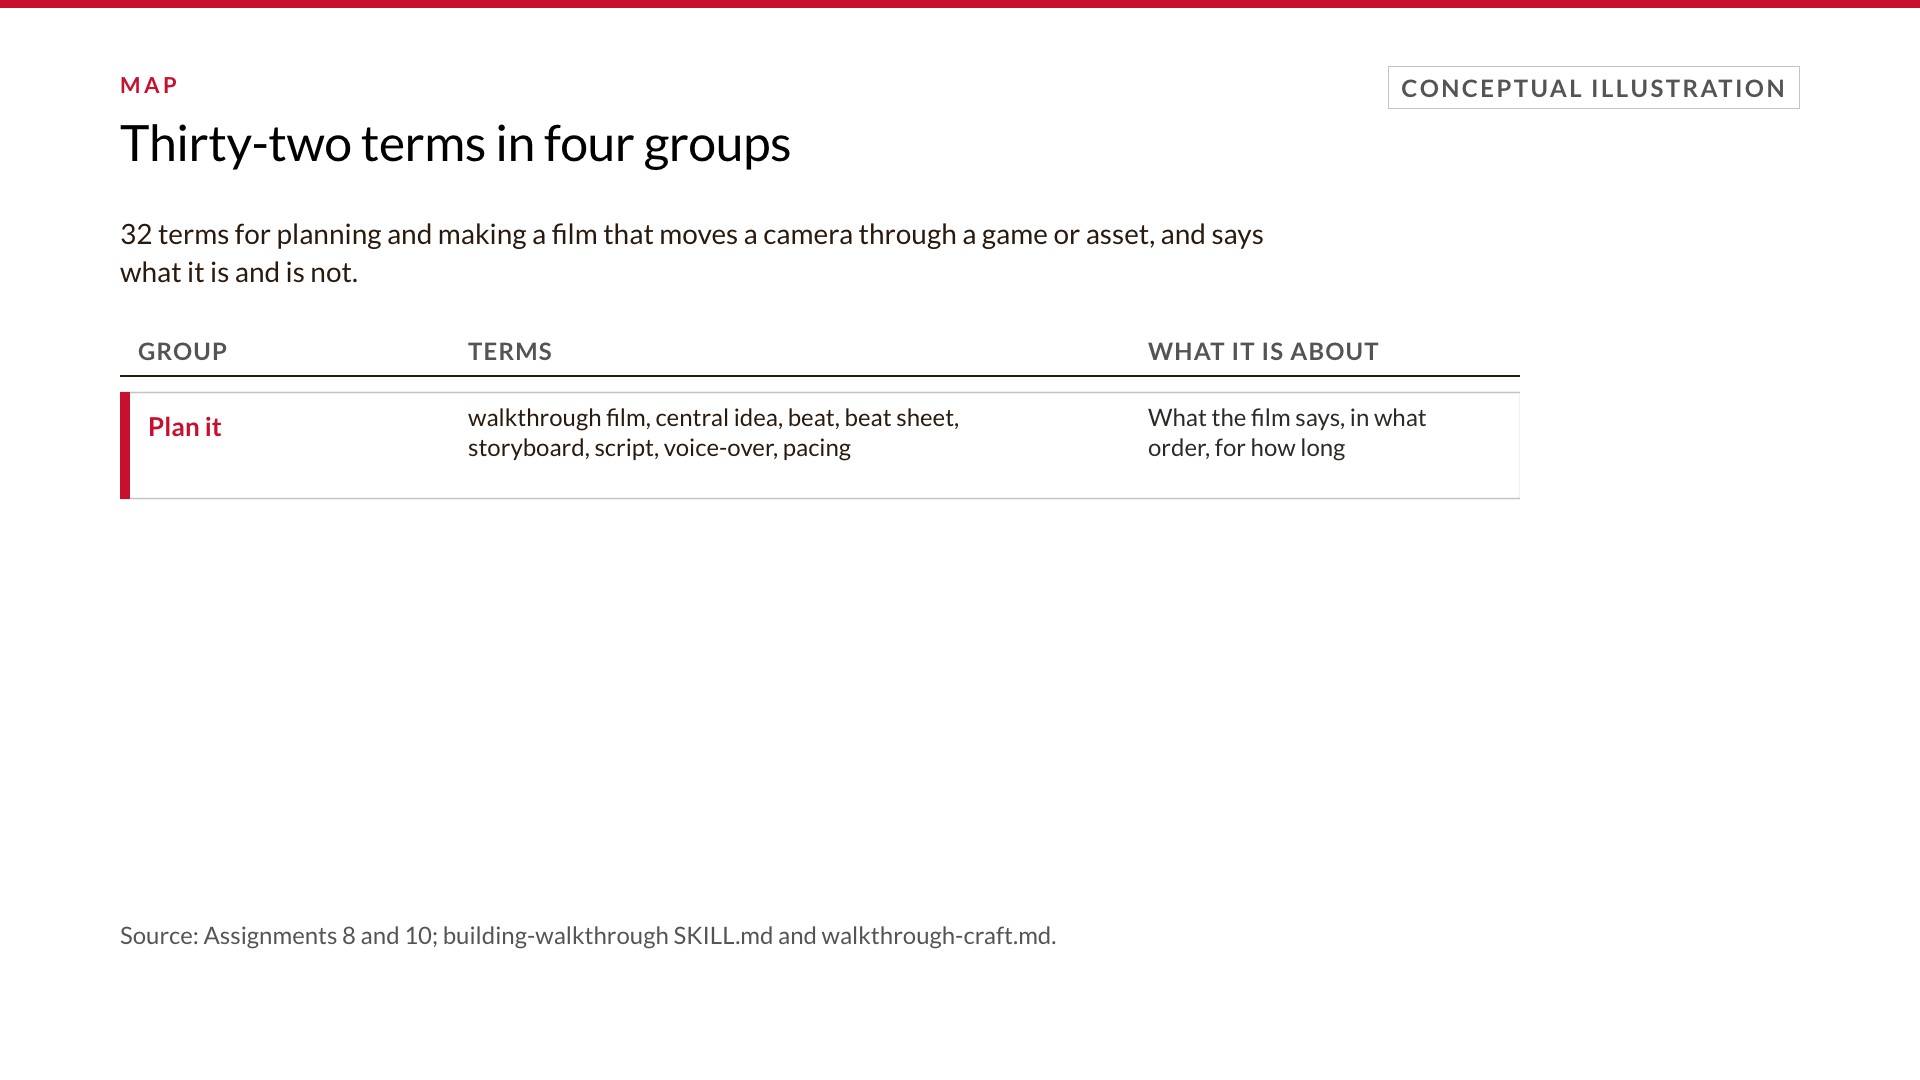 MAP
CONCEPTUAL ILLUSTRATION
Thirty-two terms in four groups
32 terms for planning and making a film that moves a camera through a game or asset, and says
what it is and is not.
GROUP TERMS WHAT IT IS ABOUT
Plan it
walkthrough film, central idea, beat, beat sheet,
storyboard, script, voice-over, pacing
What the film says, in what
order, for how long
Source: Assignments 8 and 10; building-walkthrough SKILL.md and walkthrough-craft.md.